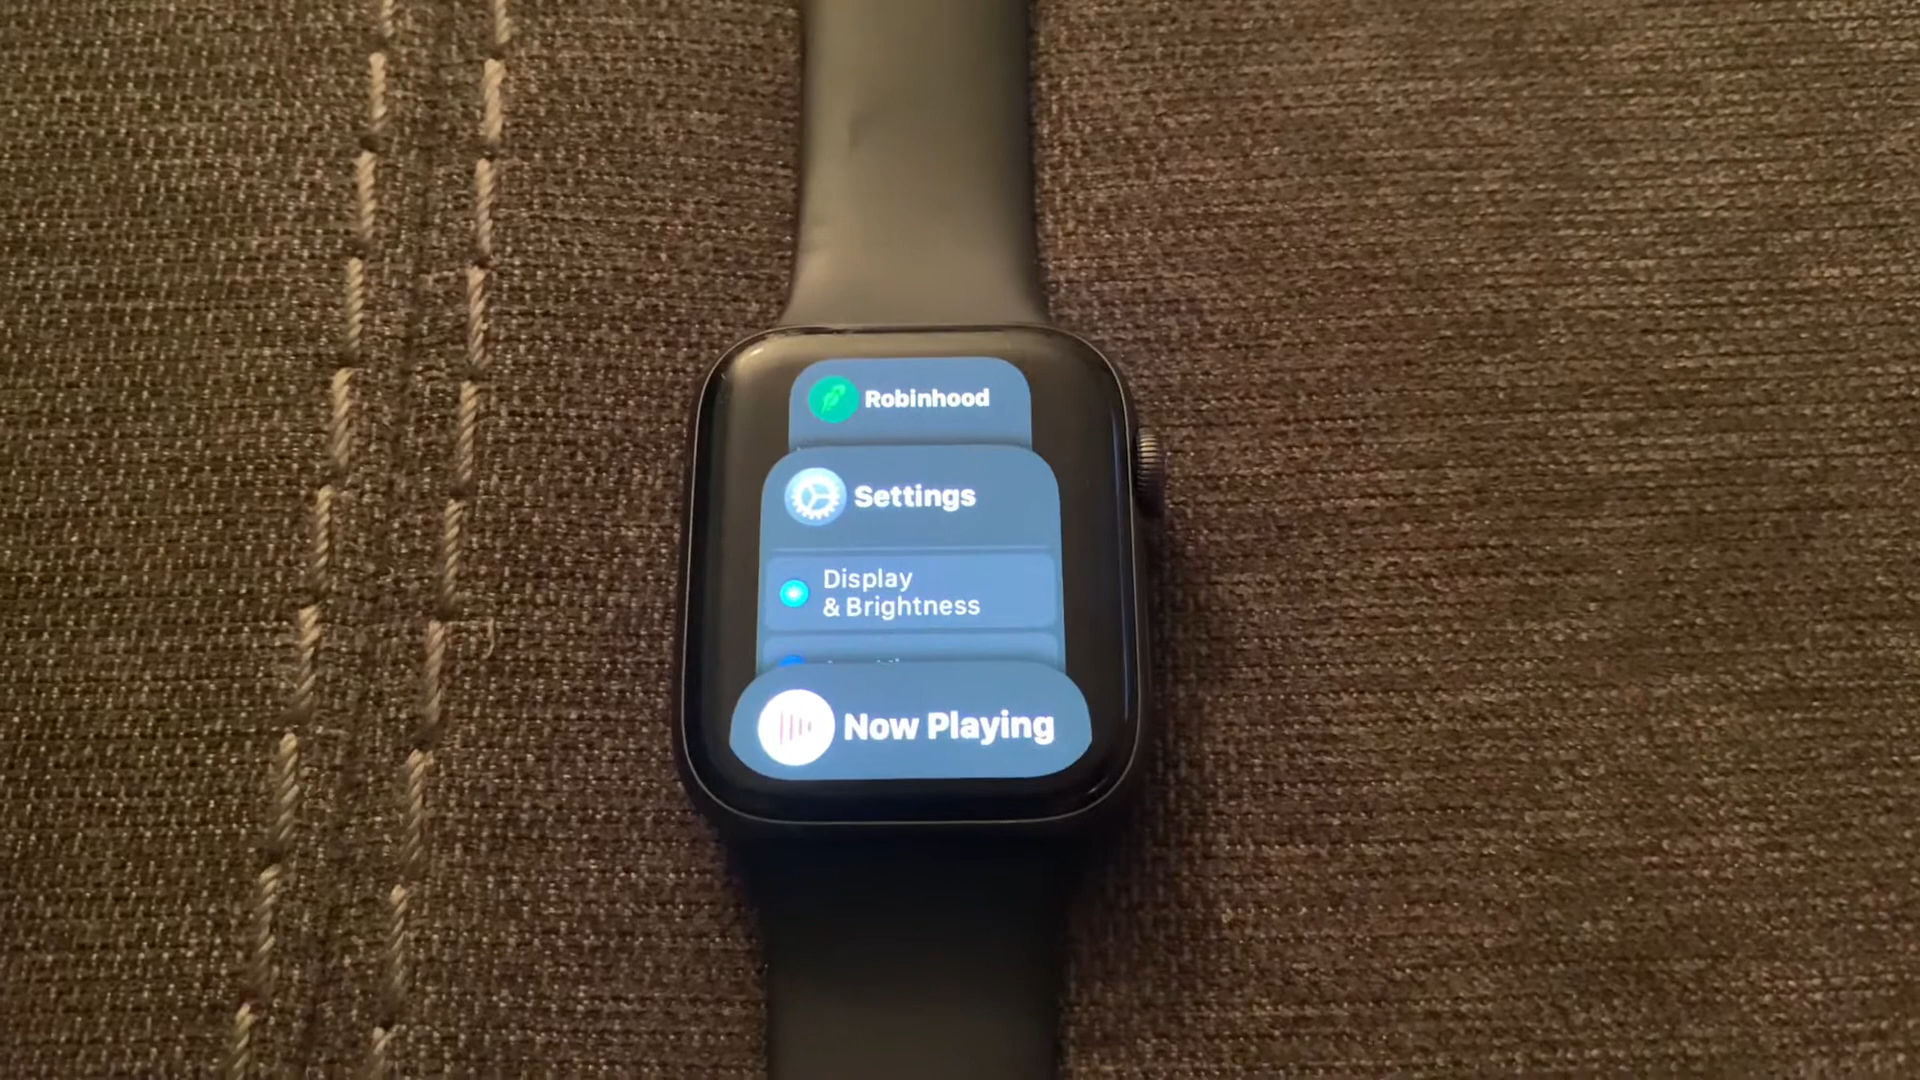 Robinhood
Settings
Display
& Brightness
Now Playing